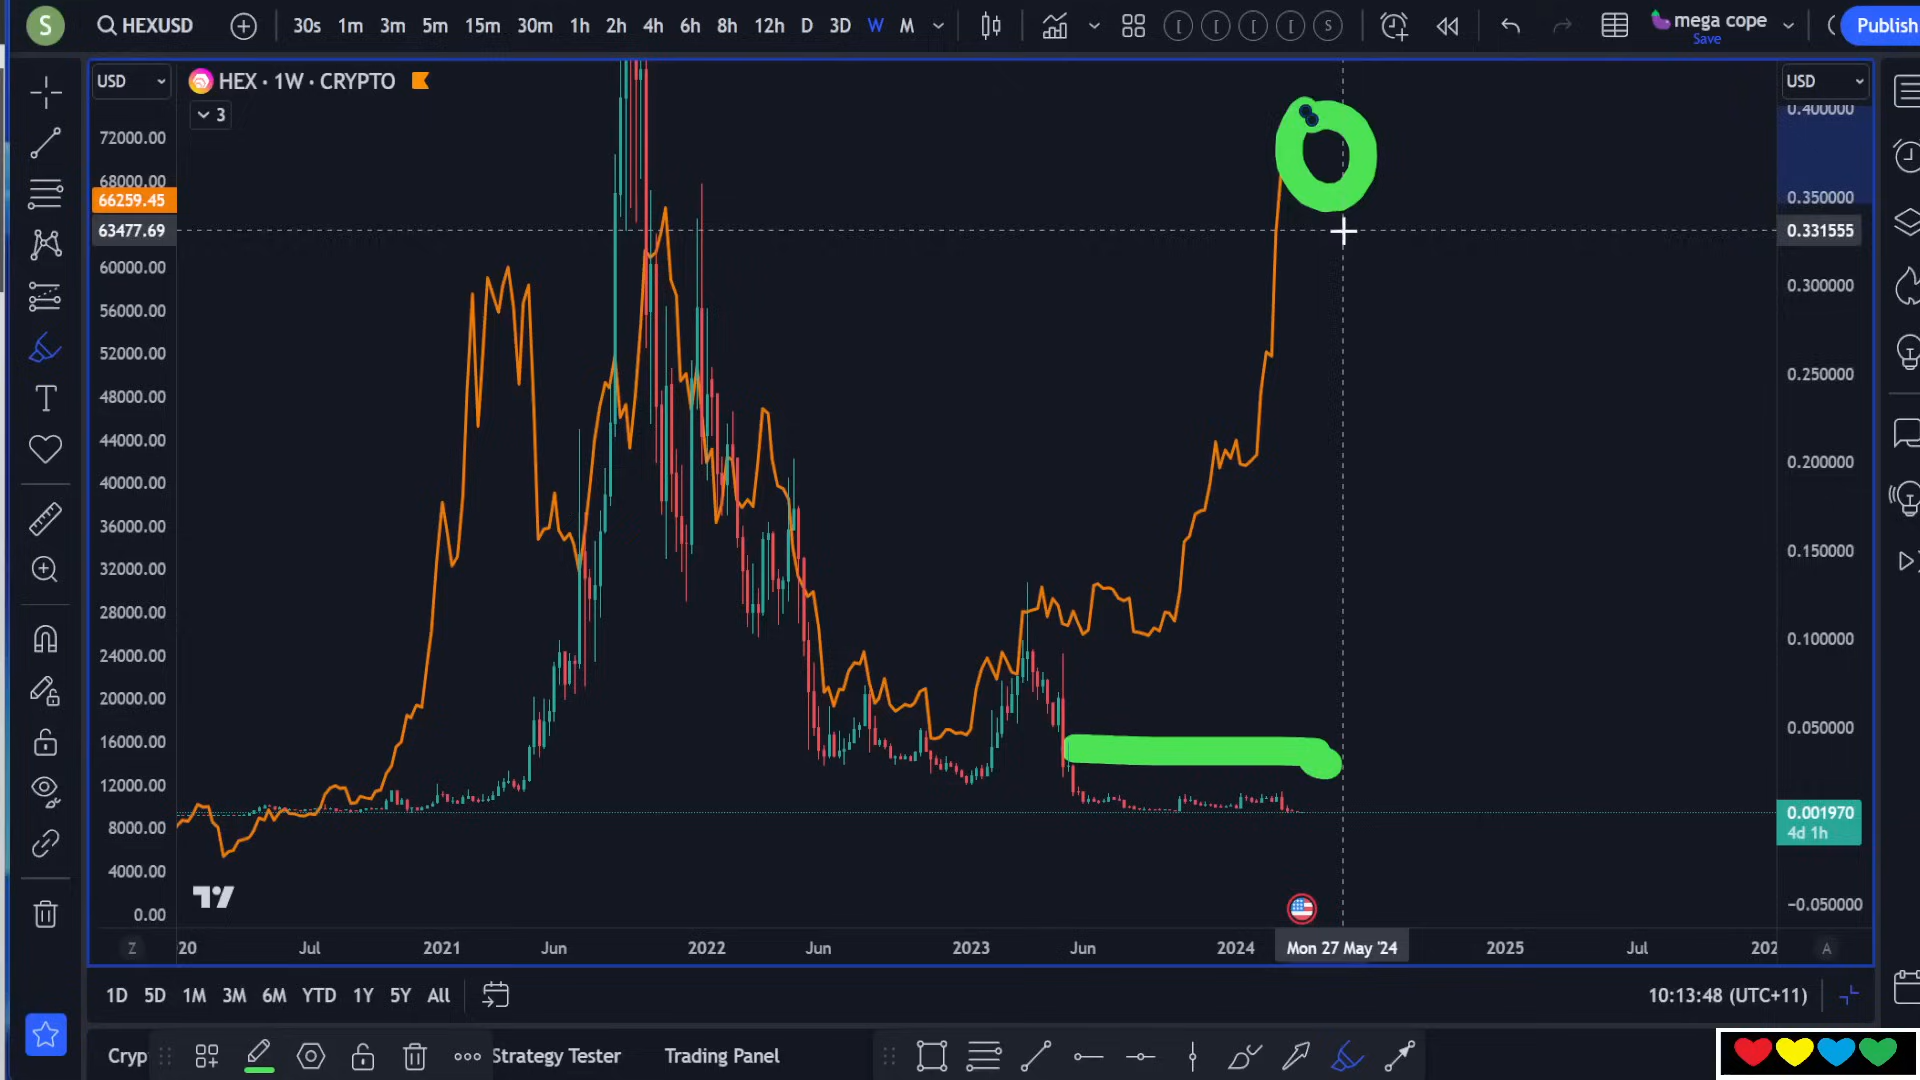 S
HEXUSD
30s 1m 3m 5m 15m 30m 1h 2h 4h 6h 8h 12h D 3D W M
[ [ [ [ S
mega cope
Save
Publish
USD
HEX · 1W · CRYPTO
USD
3
0.400000
72000.00
68000.00
66259.45
0.350000
63477.69
0.331555
60000.00
0.300000
56000.00
52000.00
0.250000
48000.00
44000.00
0.200000
40000.00
36000.00
0.150000
32000.00
28000.00
0.100000
24000.00
20000.00
0.050000
16000.00
12000.00
0.001970
4d 1h
8000.00
4000.00
0.00
-0.050000
Z
20 Jul 2021 Jun 2022 Jun 2023 Jun 2024 Mon 27 May '24 2025 Jul 202
A
1D 5D 1M 3M 6M YTD 1Y 5Y All
10:13:48 (UTC+11)
Cryp
Strategy Tester
Trading Panel